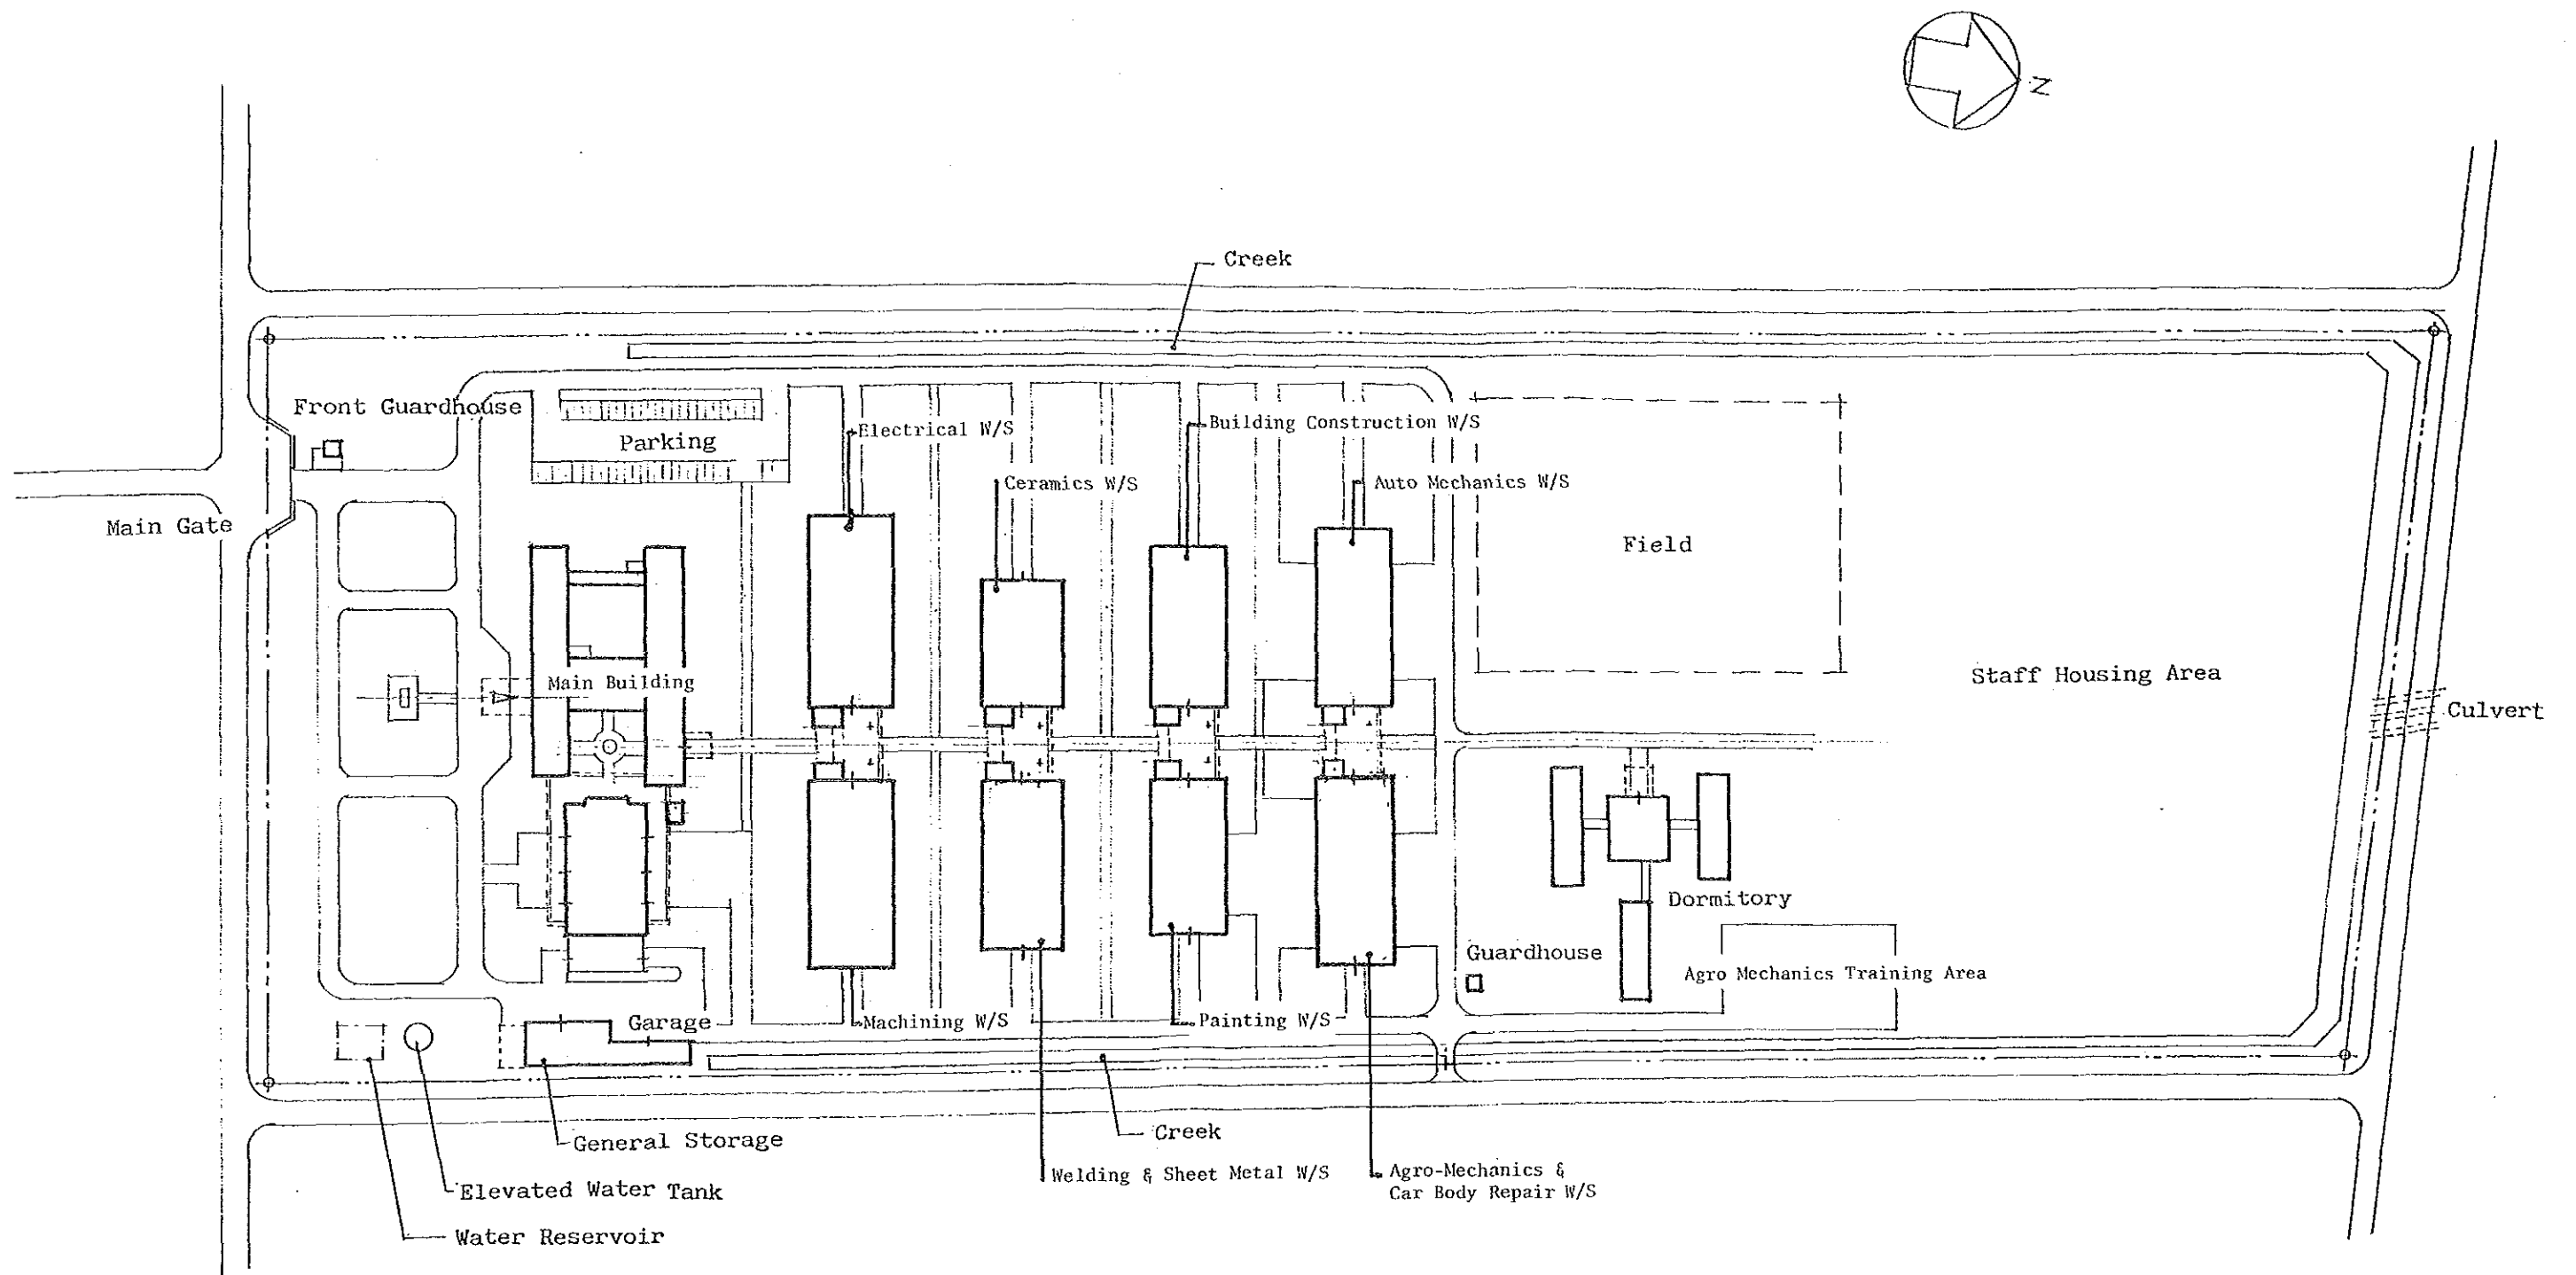 N
Creek
Front Guardhouse
Parking
Electrical W/S
Building Construction W/S
Ceramics W/S
Auto Mechanics W/S
Main Gate
Field
Main Building
Staff Housing Area
Culvert
Dormitory
Guardhouse
Agro Mechanics Training Area
Garage
Machining W/S
Painting W/S
General Storage
Creek
Welding & Sheet Metal W/S
Agro-Mechanics &
Car Body Repair W/S
Elevated Water Tank
Water Reservoir